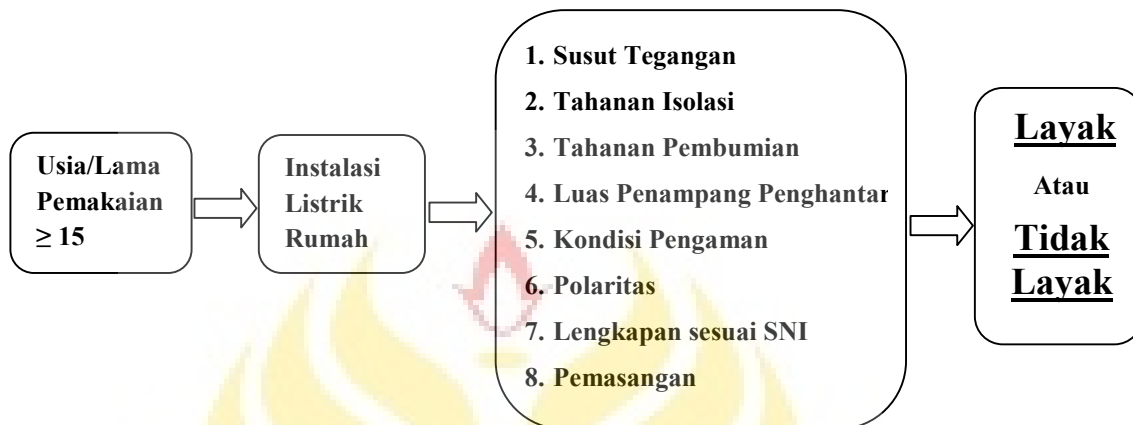 Usia/Lama
Pemakaian
≥ 15
Instalasi
Listrik
Rumah
1. Susut Tegangan
2. Tahanan Isolasi
3. Tahanan Pembumian
4. Luas Penampang Penghantar
5. Kondisi Pengaman
6. Polaritas
7. Lengkapan sesuai SNI
8. Pemasangan
Layak
Atau
Tidak
Layak